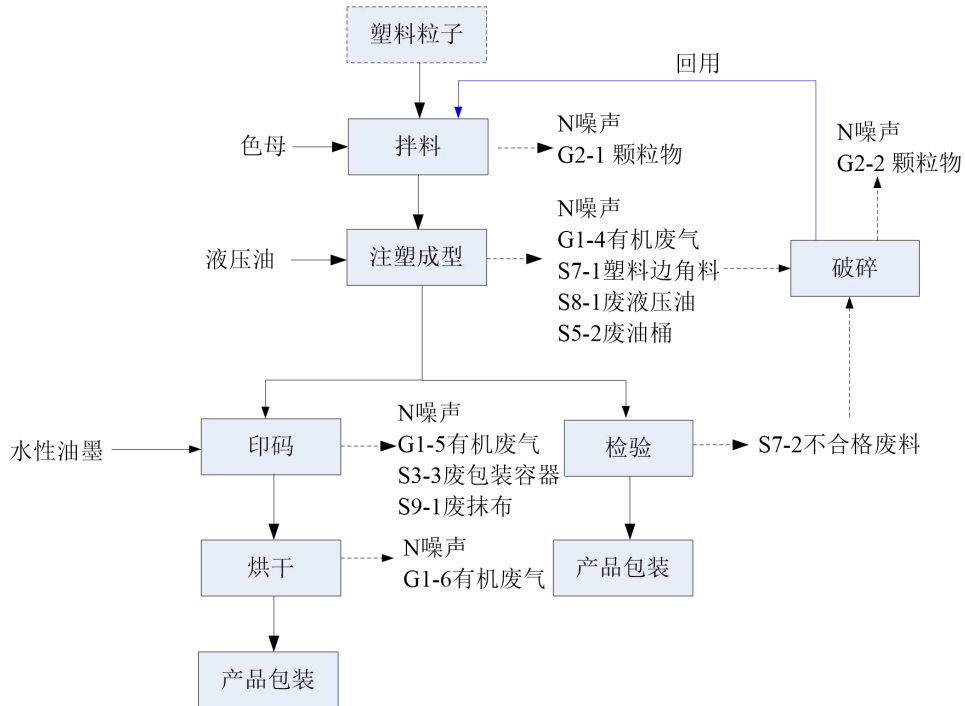 塑料粒子
回用
色母
拌料
N噪声
G2-1 颗粒物
N噪声
G2-2 颗粒物
液压油
注塑成型
N噪声
G1-4有机废气
S7-1塑料边角料
S8-1废液压油
S5-2废油桶
破碎
水性油墨
印码
N噪声
G1-5有机废气
S3-3废包装容器
S9-1废抹布
检验
S7-2不合格废料
烘干
N噪声
G1-6有机废气
产品包装
产品包装